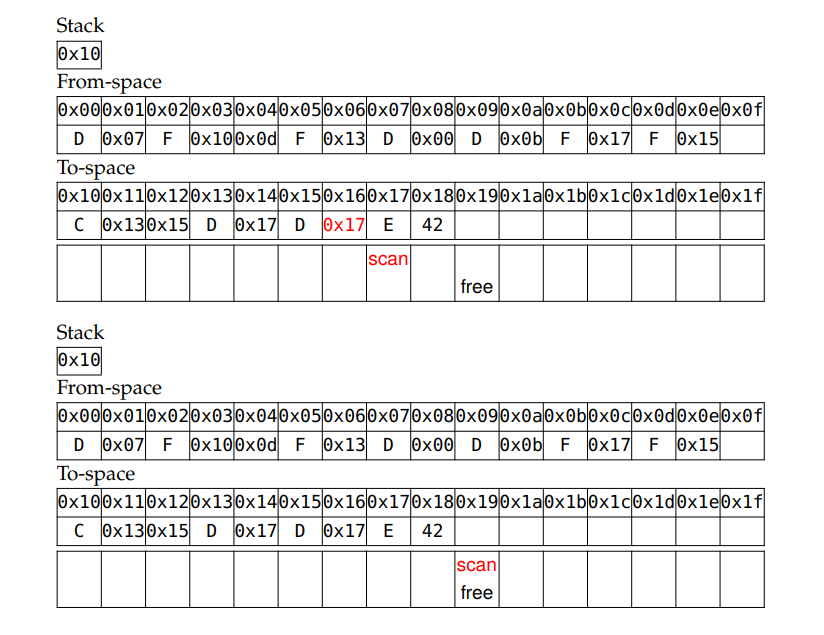 Stack
0x10
From-space
0x00 0x01 0x02 0x03 0x04 0x05 0x06 0x07 0x08 0x09 0x0a 0x0b 0x0c 0x0d 0x0e 0x0f
D 0x07 F 0x10 0x0d F 0x13 D 0x00 D 0x0b F 0x17 F 0x15
To-space
0x10 0x11 0x12 0x13 0x14 0x15 0x16 0x17 0x18 0x19 0x1a 0x1b 0x1c 0x1d 0x1e 0x1f
C 0x13 0x15 D 0x17 D 0x17 E 42
scan
free
Stack
0x10
From-space
0x00 0x01 0x02 0x03 0x04 0x05 0x06 0x07 0x08 0x09 0x0a 0x0b 0x0c 0x0d 0x0e 0x0f
D 0x07 F 0x10 0x0d F 0x13 D 0x00 D 0x0b F 0x17 F 0x15
To-space
0x10 0x11 0x12 0x13 0x14 0x15 0x16 0x17 0x18 0x19 0x1a 0x1b 0x1c 0x1d 0x1e 0x1f
C 0x13 0x15 D 0x17 D 0x17 E 42
scan
free